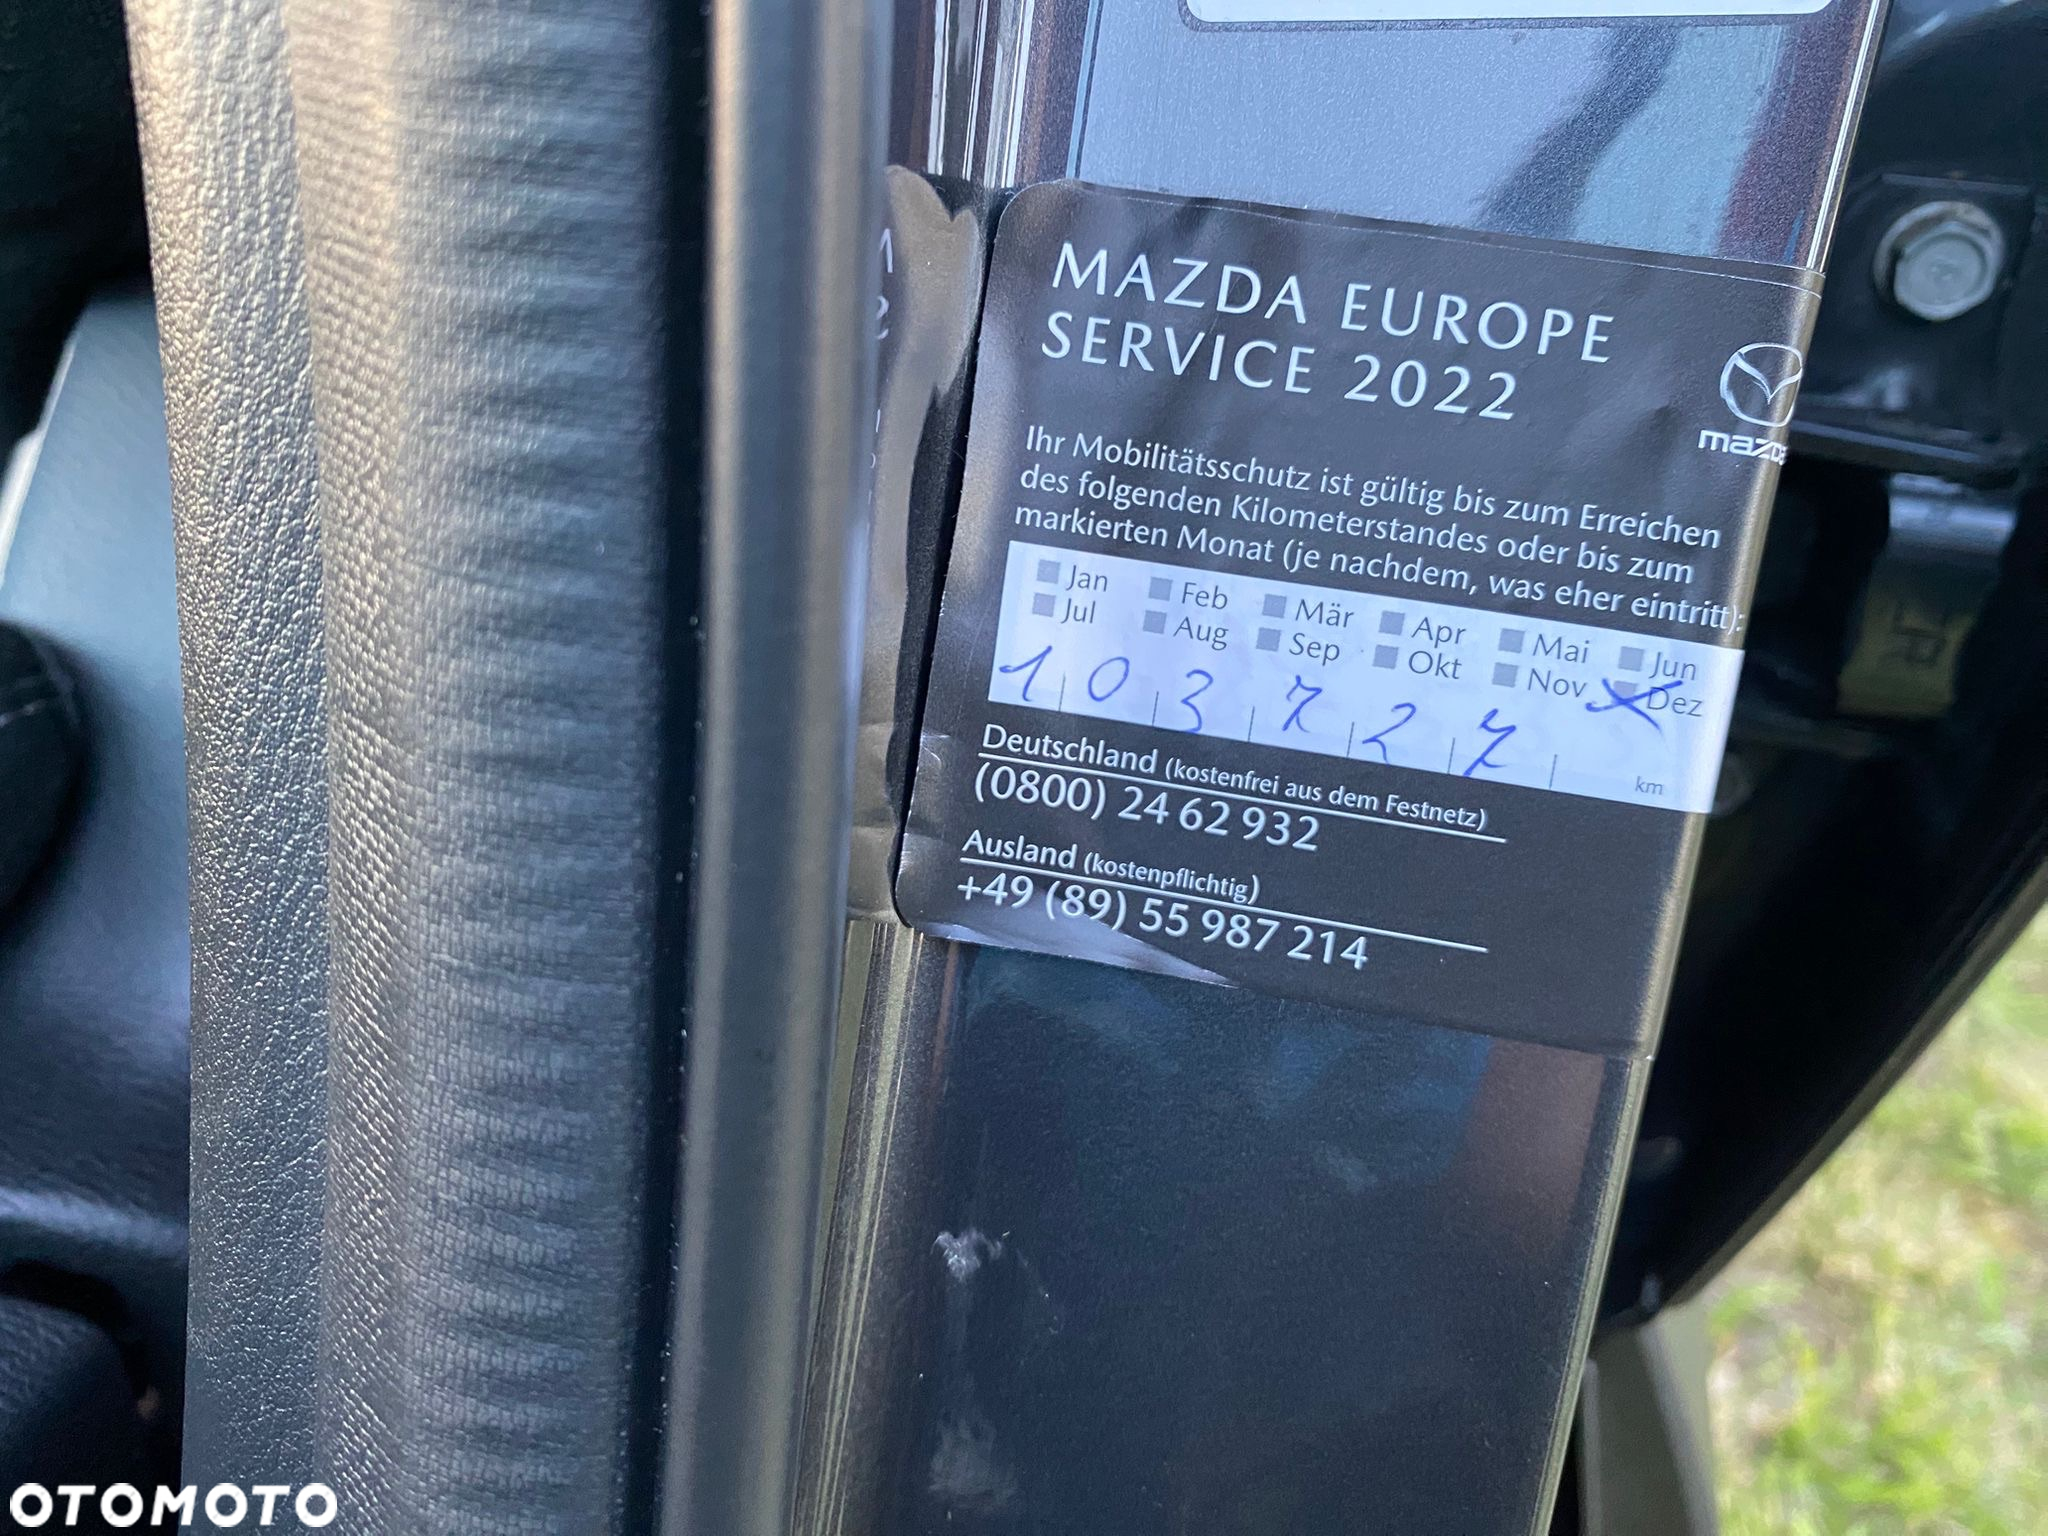 MAZDA EUROPE
SERVICE 2022
mazda
Ihr Mobilitätsschutz ist gültig bis zum Erreichen
des folgenden Kilometerstandes oder bis zum
markierten Monat (je nachdem, was eher eintritt):
Jan Feb Mär Apr Mai Jun
Jul Aug Sep Okt Nov Dez
103727 km
Deutschland (kostenfrei aus dem Festnetz)
(0800) 24 62 932
Ausland (kostenpflichtig)
+49 (89) 55 987 214
OTOMOTO